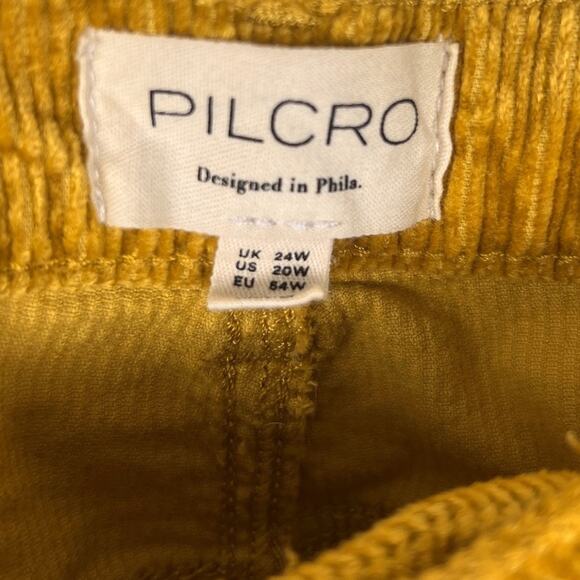 PILCRO
Designed in Phila.
UK 24W
US 20W
EU 54W